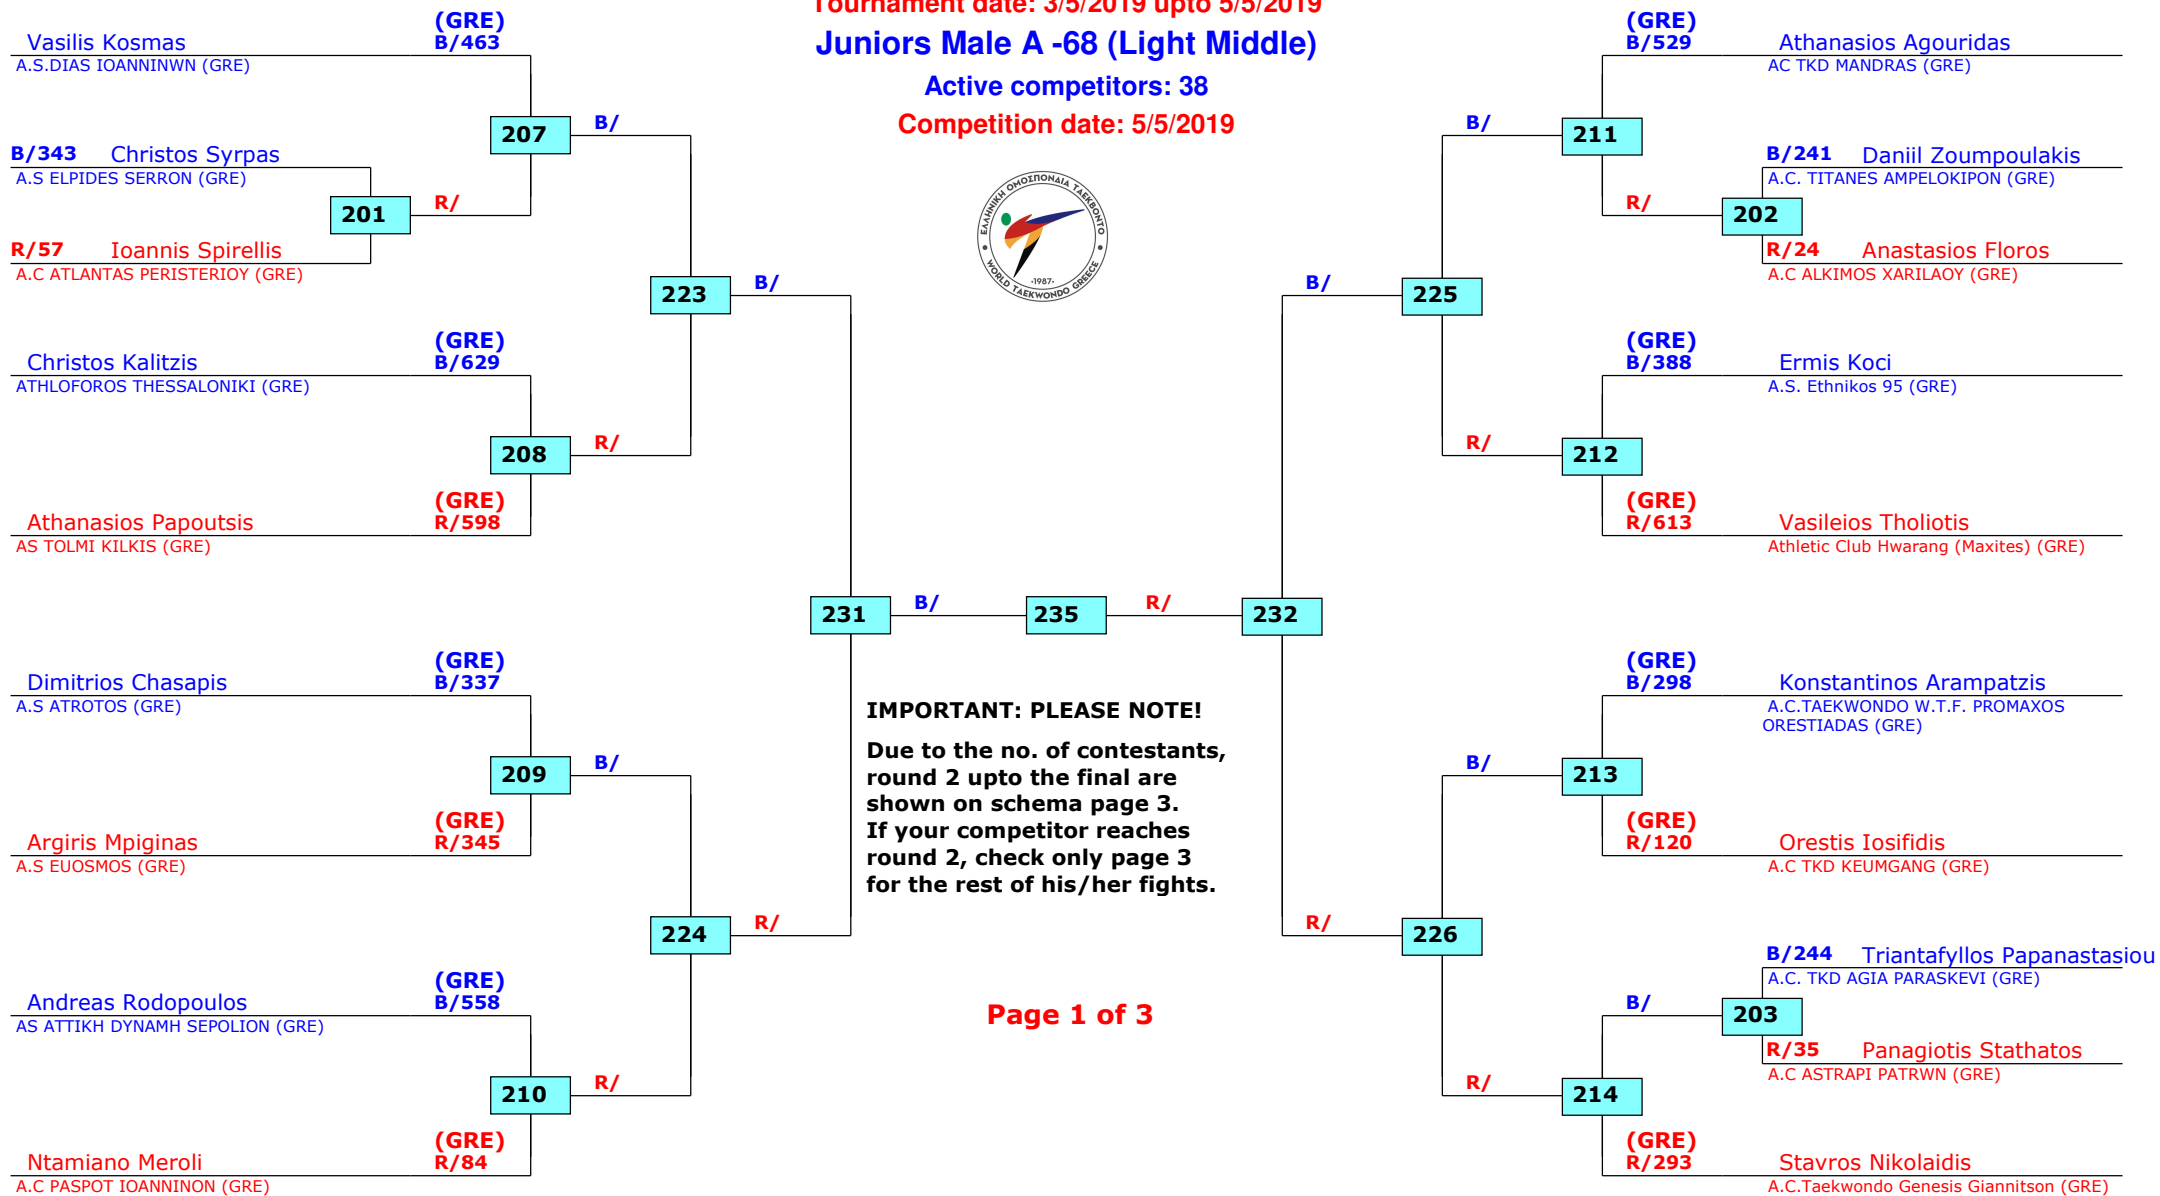 Tournament date: 3/5/2019 upto 5/5/2019
Juniors Male A -68 (Light Middle)
Active competitors: 38
Competition date: 5/5/2019
ΕΛΛΗΝΙΚΗ ΟΜΟΣΠΟΝΔΙΑ ΤΑΕΚΒΟΝΤΟ
·1987·
WORLD TAEKWONDO GREECE
(GRE)
Vasilis Kosmas B/463
A.S.DIAS IOANNINWN (GRE)
207 B/
B/343 Christos Syrpas
A.S ELPIDES SERRON (GRE)
201 R/
R/57 Ioannis Spirellis
A.C ATLANTAS PERISTERIOY (GRE)
223 B/
(GRE)
Christos Kalitzis B/629
ATHLOFOROS THESSALONIKI (GRE)
208 R/
(GRE)
Athanasios Papoutsis R/598
AS TOLMI KILKIS (GRE)
231 B/ 235 R/ 232
(GRE)
Dimitrios Chasapis B/337
A.S ATROTOS (GRE)
209 B/
(GRE)
Argiris Mpiginas R/345
A.S EUOSMOS (GRE)
224 R/
(GRE)
Andreas Rodopoulos B/558
AS ATTIKH DYNAMH SEPOLION (GRE)
210 R/
(GRE)
Ntamiano Meroli R/84
A.C PASPOT IOANNINON (GRE)
IMPORTANT: PLEASE NOTE!
Due to the no. of contestants,
round 2 upto the final are
shown on schema page 3.
If your competitor reaches
round 2, check only page 3
for the rest of his/her fights.
Page 1 of 3
(GRE)
B/529 Athanasios Agouridas
AC TKD MANDRAS (GRE)
B/ 211
B/241 Daniil Zoumpoulakis
A.C. TITANES AMPELOKIPON (GRE)
R/ 202
R/24 Anastasios Floros
A.C ALKIMOS XARILAOY (GRE)
B/ 225
(GRE)
B/388 Ermis Koci
A.S. Ethnikos 95 (GRE)
R/ 212
(GRE)
R/613 Vasileios Tholiotis
Athletic Club Hwarang (Maxites) (GRE)
(GRE)
B/298 Konstantinos Arampatzis
A.C.TAEKWONDO W.T.F. PROMAXOS
ORESTIADAS (GRE)
B/ 213
(GRE)
R/120 Orestis Iosifidis
A.C TKD KEUMGANG (GRE)
R/ 226
B/244 Triantafyllos Papanastasiou
A.C. TKD AGIA PARASKEVI (GRE)
B/ 203
R/35 Panagiotis Stathatos
A.C ASTRAPI PATRWN (GRE)
R/ 214
(GRE)
R/293 Stavros Nikolaidis
A.C.Taekwondo Genesis Giannitson (GRE)